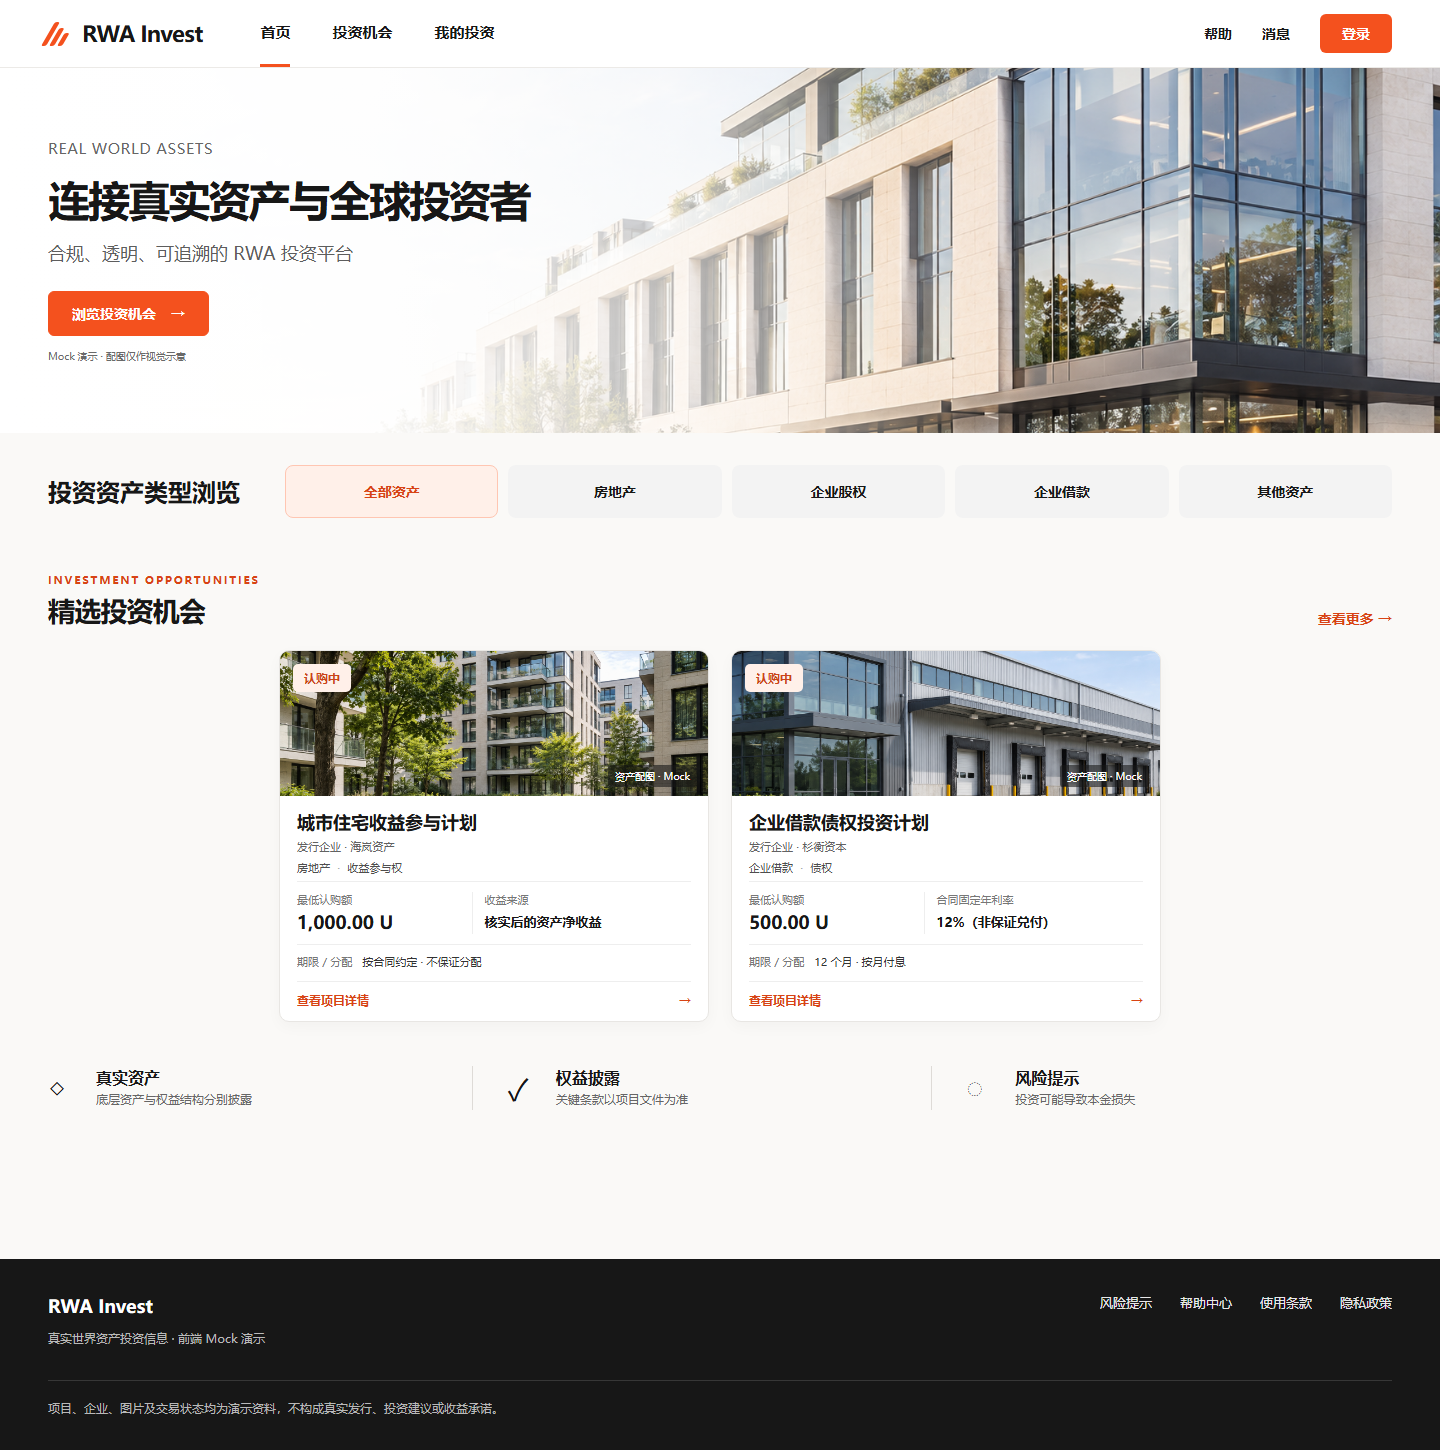 RWA Invest
首页
投资机会
我的投资
帮助
消息
登录
REAL WORLD ASSETS
连接真实资产与全球投资者
合规、透明、可追溯的 RWA 投资平台
浏览投资机会 →
Mock 演示 · 配图仅作视觉示意
投资资产类型浏览
全部资产
房地产
企业股权
企业借款
其他资产
INVESTMENT OPPORTUNITIES
精选投资机会
查看更多 →
认购中
资产配图 · Mock
城市住宅收益参与计划
发行企业 · 海岚资产
房地产 · 收益参与权
最低认购额
1,000.00 U
收益来源
核实后的资产净收益
期限 / 分配 按合同约定 · 不保证分配
查看项目详情 →
认购中
资产配图 · Mock
企业借款债权投资计划
发行企业 · 杉衡资本
企业借款 · 债权
最低认购额
500.00 U
合同固定年利率
12%（非保证兑付）
期限 / 分配 12 个月 · 按月付息
查看项目详情 →
真实资产
底层资产与权益结构分别披露
权益披露
关键条款以项目文件为准
风险提示
投资可能导致本金损失
RWA Invest
真实世界资产投资信息 · 前端 Mock 演示
风险提示
帮助中心
使用条款
隐私政策
项目、企业、图片及交易状态均为演示资料，不构成真实发行、投资建议或收益承诺。